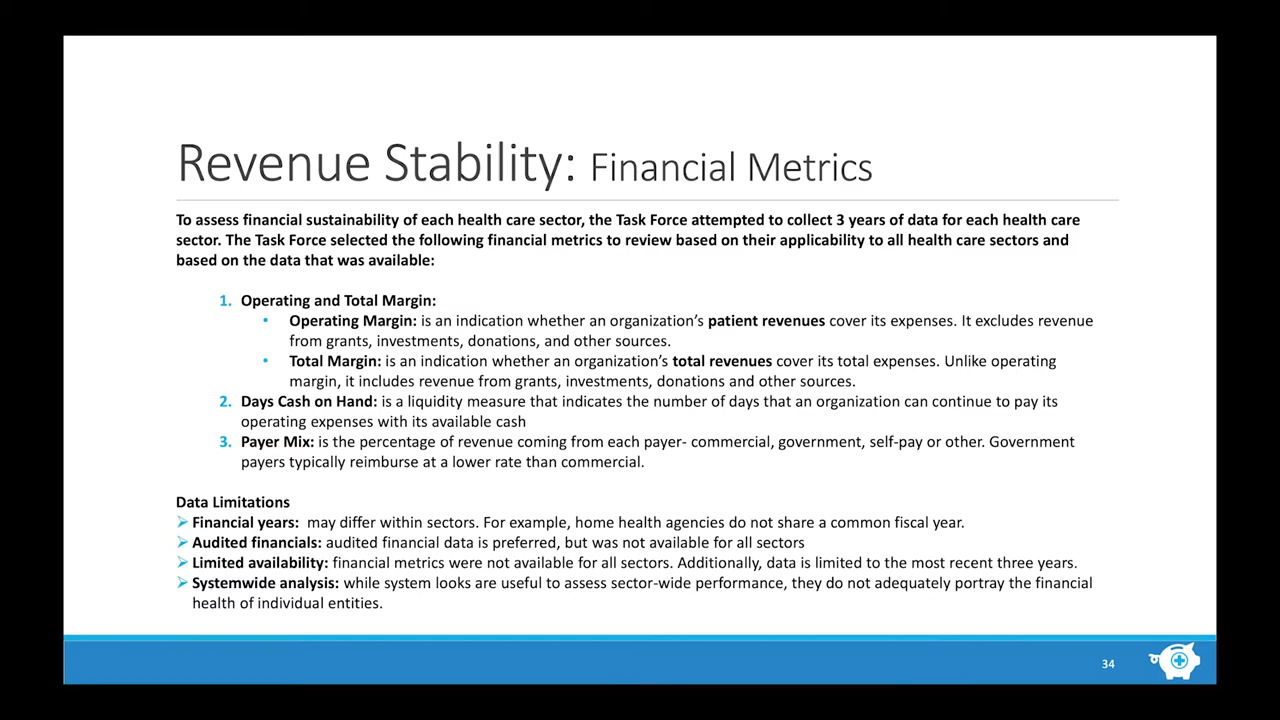 Revenue Stability: Financial Metrics
To assess financial sustainability of each health care sector, the Task Force attempted to collect 3 years of data for each health care
sector. The Task Force selected the following financial metrics to review based on their applicability to all health care sectors and
based on the data that was available:
1. Operating and Total Margin:
• Operating Margin: is an indication whether an organization's patient revenues cover its expenses. It excludes revenue
from grants, investments, donations, and other sources.
• Total Margin: is an indication whether an organization's total revenues cover its total expenses. Unlike operating
margin, it includes revenue from grants, investments, donations and other sources.
2. Days Cash on Hand: is a liquidity measure that indicates the number of days that an organization can continue to pay its
operating expenses with its available cash
3. Payer Mix: is the percentage of revenue coming from each payer- commercial, government, self-pay or other. Government
payers typically reimburse at a lower rate than commercial.
Data Limitations
➢ Financial years: may differ within sectors. For example, home health agencies do not share a common fiscal year.
➢ Audited financials: audited financial data is preferred, but was not available for all sectors
➢ Limited availability: financial metrics were not available for all sectors. Additionally, data is limited to the most recent three years.
➢ Systemwide analysis: while system looks are useful to assess sector-wide performance, they do not adequately portray the financial
health of individual entities.
34